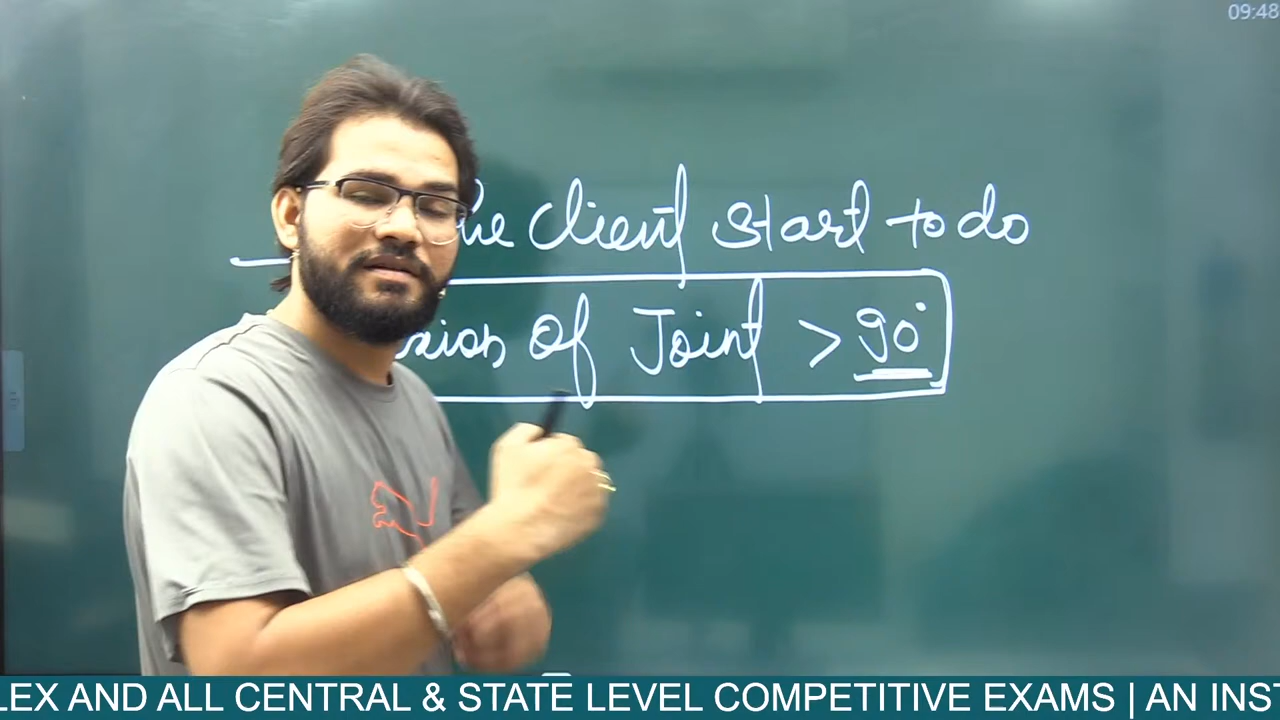 09:48
client start to do
Of Joint > 90°
LEX AND ALL CENTRAL & STATE LEVEL COMPETITIVE EXAMS | AN INST